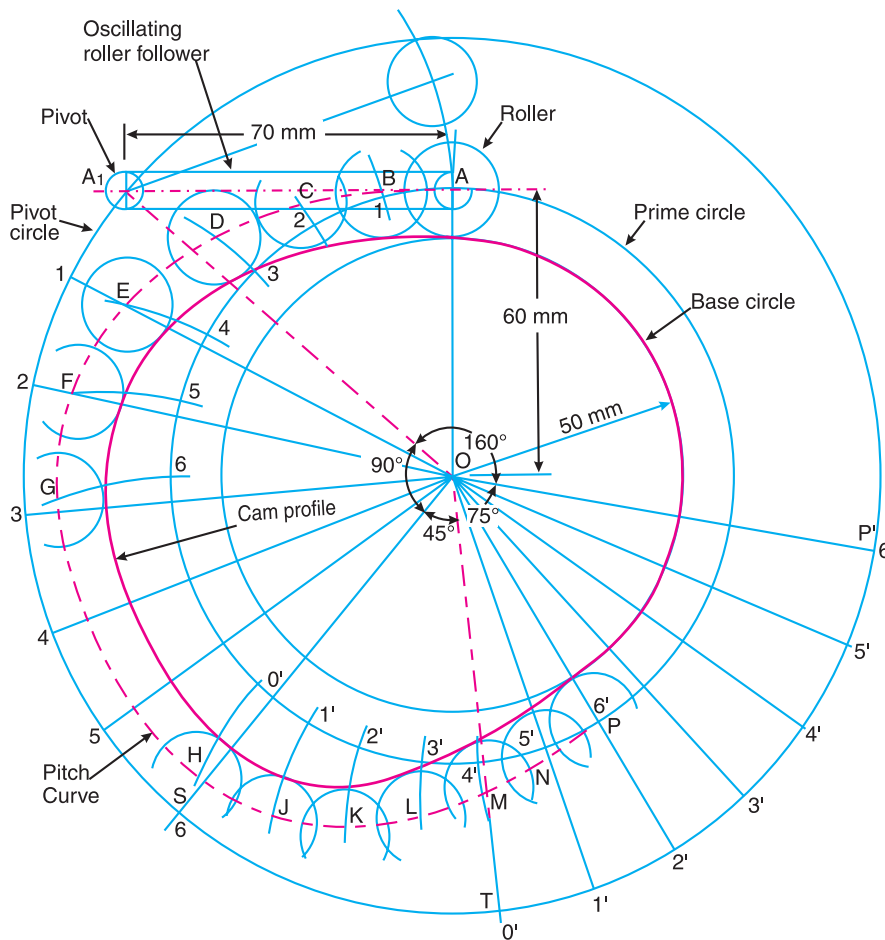 Oscillating
roller follower
Pivot
70 mm
Roller
A1
B
A
C
Pivot
circle
D
2
1
Prime circle
1
3
E
Base circle
4
60 mm
2
F
5
50 mm
160°
O
6
90°
G
3
Cam profile
45°
75°
P'
6
4
5'
0'
1'
6'
2'
P
5
3'
5'
4'
H
4'
N
Pitch
Curve
S
J
K
L
M
3'
6
2'
T
1'
0'